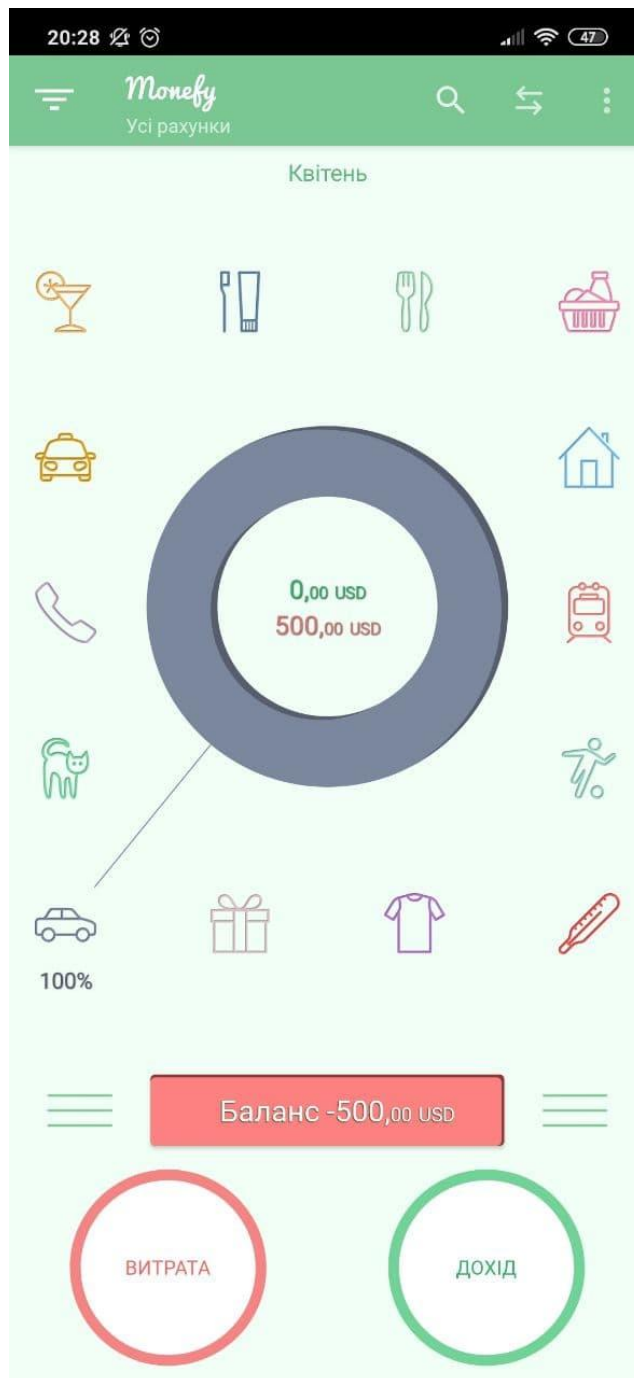 20:28
47
Monefy
Усі рахунки
Квітень
0,00 USD
500,00 USD
100%
Баланс -500,00 USD
ВИТРАТА
ДОХІД